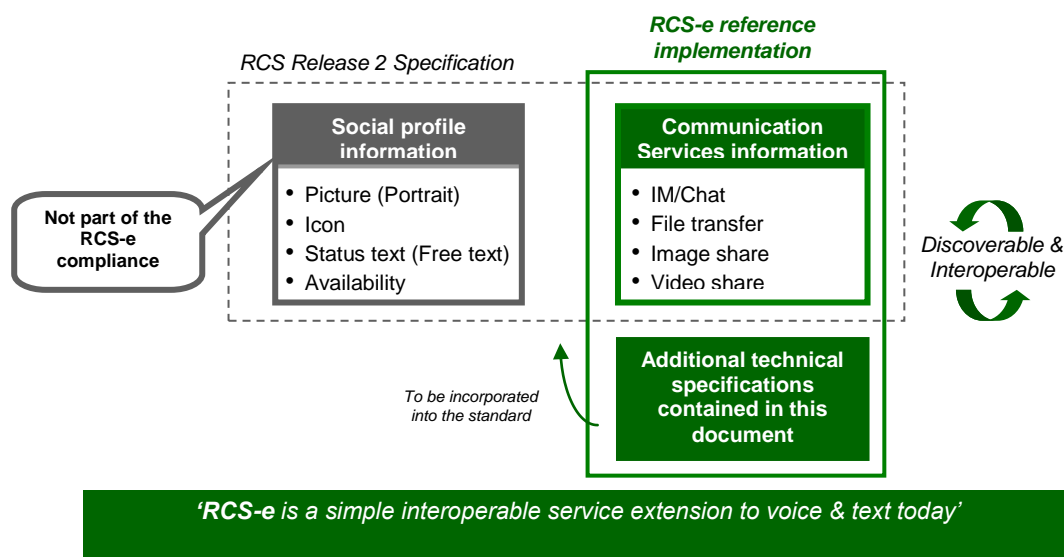 RCS-e reference
implementation
RCS Release 2 Specification
Social profile
information
• Picture (Portrait)
• Icon
• Status text (Free text)
• Availability
Not part of the
RCS-e
compliance
Communication
Services information
• IM/Chat
• File transfer
• Image share
• Video share
Discoverable &
Interoperable
Additional technical
specifications
contained in this
document
To be incorporated
into the standard
‘RCS-e is a simple interoperable service extension to voice & text today’